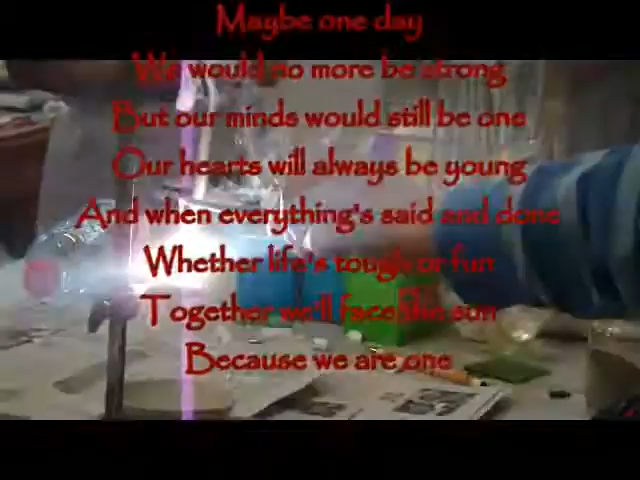 Maybe one day
We would no more be strong
But our minds would still be one
Our hearts will always be young
And when everything's said and done
Whether life's tough or fun
Together we'll face the sun
Because we are one